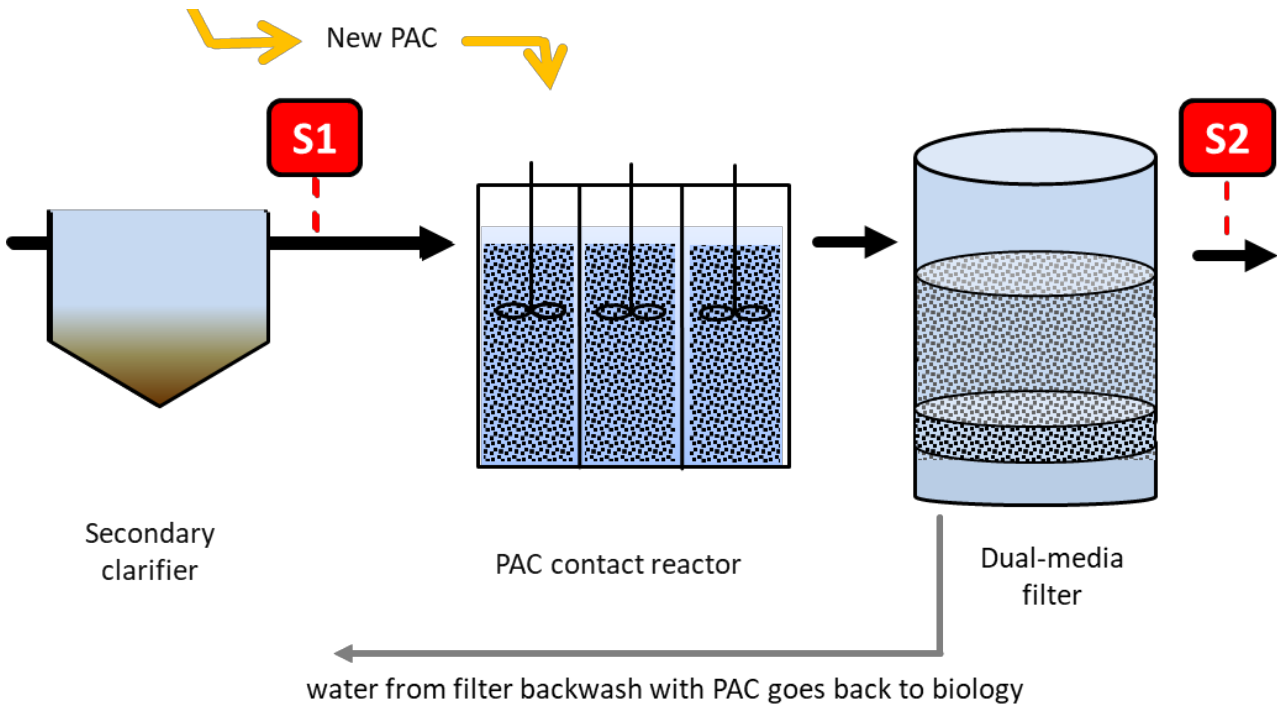 New PAC
S1
S2
Secondary
clarifier
PAC contact reactor
Dual-media
filter
water from filter backwash with PAC goes back to biology